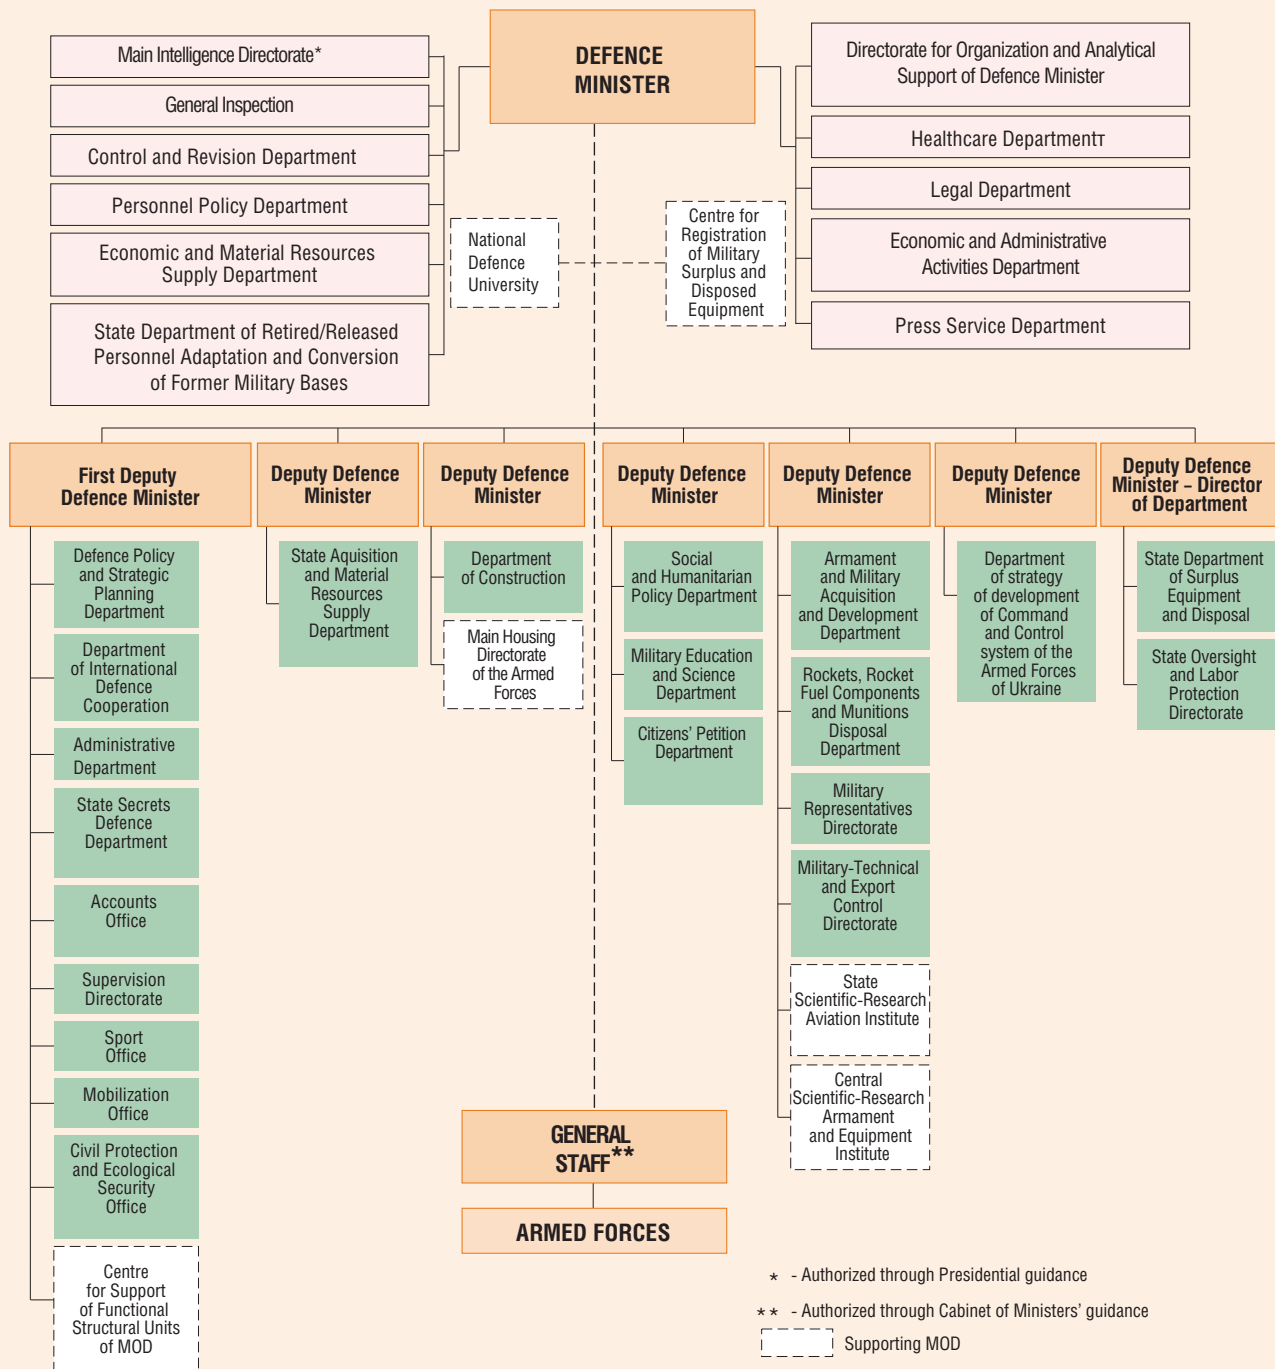 DEFENCE
MINISTER
Main Intelligence Directorate*
General Inspection
Control and Revision Department
Personnel Policy Department
Economic and Material Resources
Supply Department
State Department of Retired/Released
Personnel Adaptation and Conversion
of Former Military Bases
National
Defence
University
Centre for
Registration
of Military
Surplus and
Disposed
Equipment
Directorate for Organization and Analytical
Support of Defence Minister
Healthcare Departmentт
Legal Department
Economic and Administrative
Activities Department
Press Service Department
First Deputy
Defence Minister
Defence Policy
and Strategic
Planning
Department
Department
of International
Defence
Cooperation
Administrative
Department
State Secrets
Defence
Department
Accounts
Office
Supervision
Directorate
Sport
Office
Mobilization
Office
Civil Protection
and Ecological
Security
Office
Centre
for Support
of Functional
Structural Units
of MOD
Deputy Defence
Minister
State Aquisition
and Material
Resources
Supply
Department
Deputy Defence
Minister
Department
of Construction
Main Housing
Directorate
of the Armed
Forces
Deputy Defence
Minister
Social
and Humanitarian
Policy Department
Military Education
and Science
Department
Citizens' Petition
Department
Deputy Defence
Minister
Armament
and Military
Acquisition
and Development
Department
Rockets, Rocket
Fuel Components
and Munitions
Disposal
Department
Military
Representatives
Directorate
Military-Technical
and Export
Control
Directorate
State
Scientific-Research
Aviation Institute
Central
Scientific-Research
Armament
and Equipment
Institute
Deputy Defence
Minister
Department
of strategy
of development
of Command
and Control
system of the
Armed Forces
of Ukraine
Deputy Defence
Minister - Director
of Department
State Department
of Surplus
Equipment
and Disposal
State Oversight
and Labor
Protection
Directorate
GENERAL
STAFF**
ARMED FORCES
* - Authorized through Presidential guidance
** - Authorized through Cabinet of Ministers' guidance
Supporting MOD